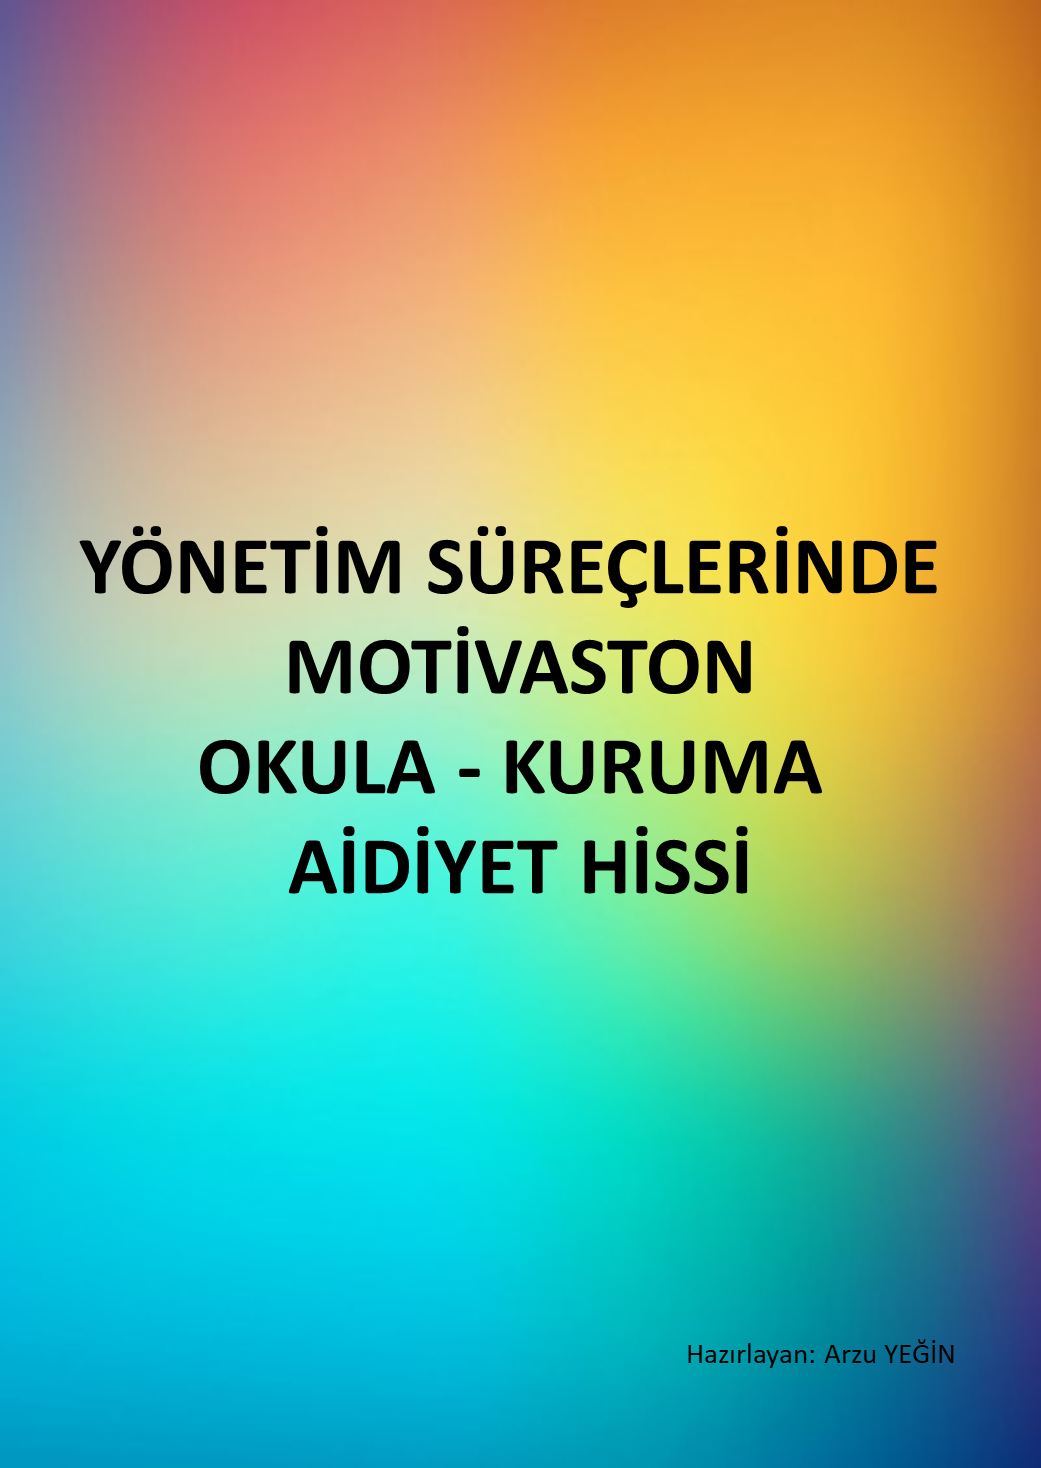 YÖNETİM SÜREÇLERİNDE
MOTİVASTON
OKULA - KURUMA
AİDİYET HİSSİ
Hazırlayan: Arzu YEĞİN